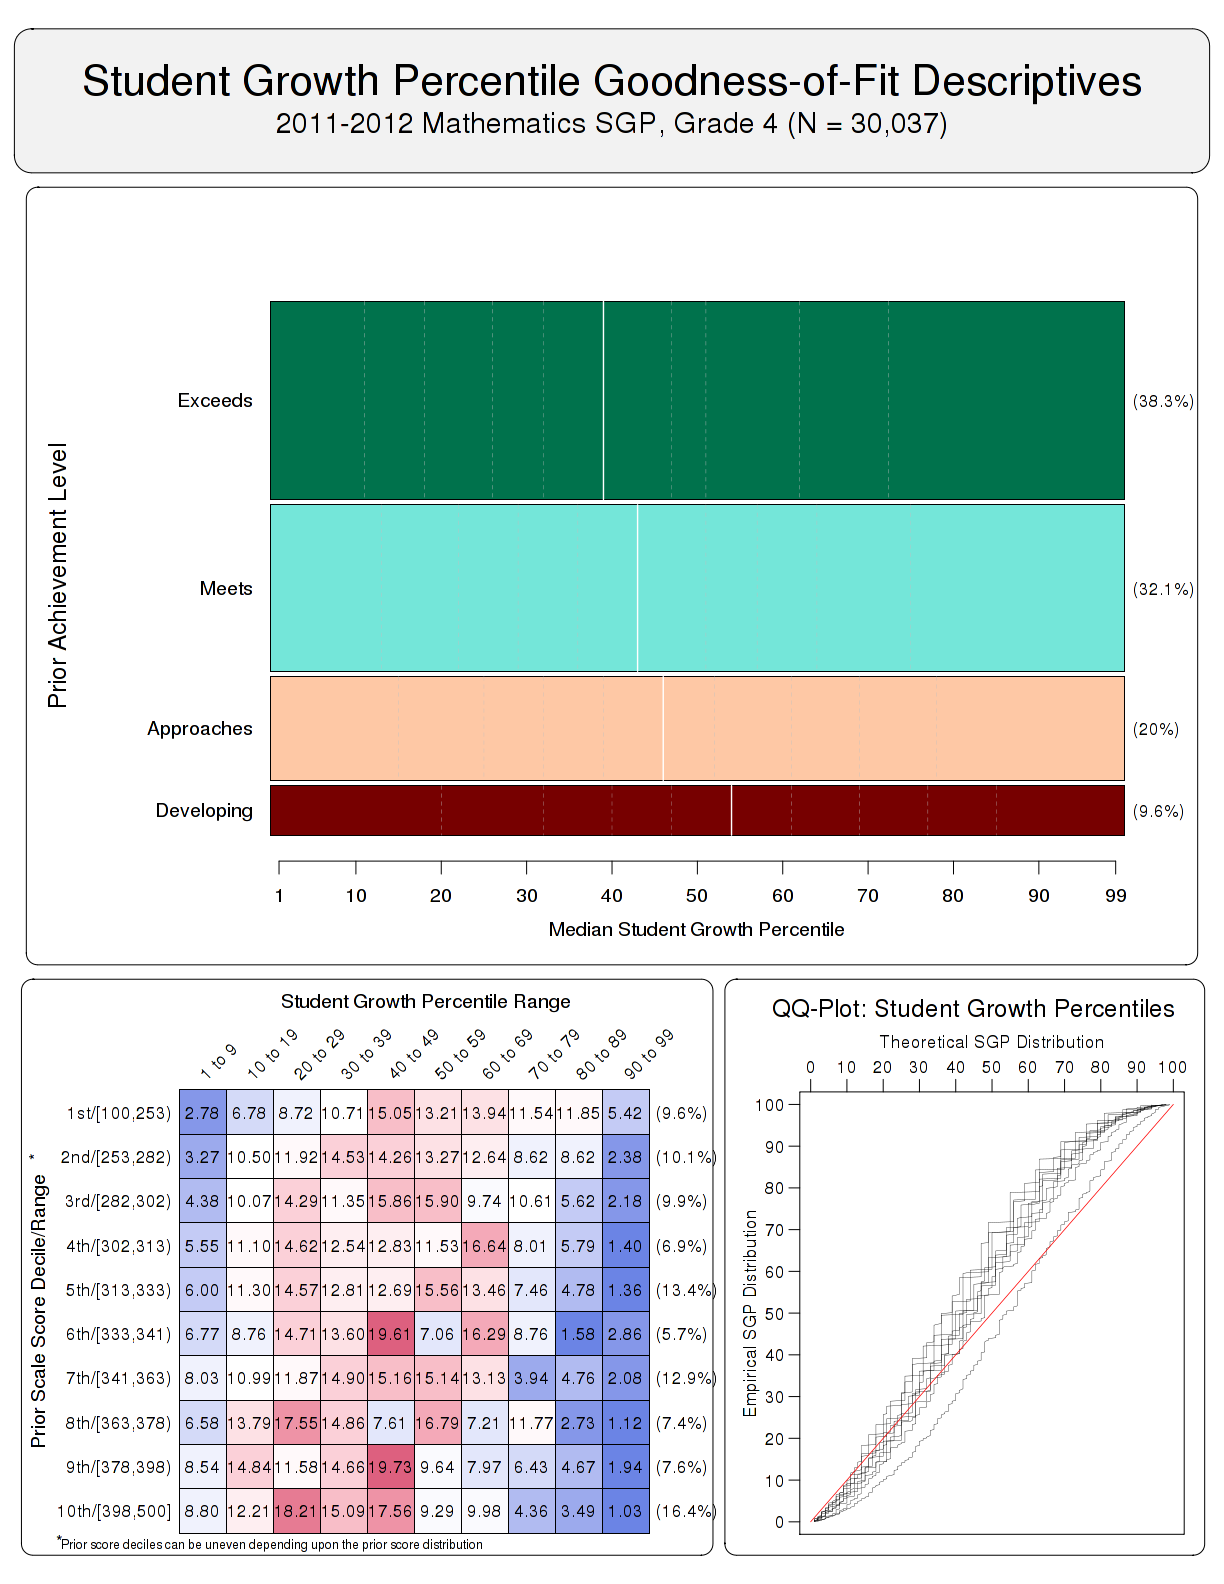 Student Growth Percentile Goodness-of-Fit Descriptives
2011-2012 Mathematics SGP, Grade 4 (N = 30,037)
Prior Achievement Level
Exceeds (38.3%)
Meets (32.1%)
Approaches (20%)
Developing (9.6%)
1 10 20 30 40 50 60 70 80 90 99
Median Student Growth Percentile
Student Growth Percentile Range
1 to 9 10 to 19 20 to 29 30 to 39 40 to 49 50 to 59 60 to 69 70 to 79 80 to 89 90 to 99
Prior Scale Score Decile/Range *
1st/[100,253) 2.78 6.78 8.72 10.71 15.05 13.21 13.94 11.54 11.85 5.42 (9.6%)
2nd/[253,282) 3.27 10.50 11.92 14.53 14.26 13.27 12.64 8.62 8.62 2.38 (10.1%)
3rd/[282,302) 4.38 10.07 14.29 11.35 15.86 15.90 9.74 10.61 5.62 2.18 (9.9%)
4th/[302,313) 5.55 11.10 14.62 12.54 12.83 11.53 16.64 8.01 5.79 1.40 (6.9%)
5th/[313,333) 6.00 11.30 14.57 12.81 12.69 15.56 13.46 7.46 4.78 1.36 (13.4%)
6th/[333,341) 6.77 8.76 14.71 13.60 19.61 7.06 16.29 8.76 1.58 2.86 (5.7%)
7th/[341,363) 8.03 10.99 11.87 14.90 15.16 15.14 13.13 3.94 4.76 2.08 (12.9%)
8th/[363,378) 6.58 13.79 17.55 14.86 7.61 16.79 7.21 11.77 2.73 1.12 (7.4%)
9th/[378,398) 8.54 14.84 11.58 14.66 19.73 9.64 7.97 6.43 4.67 1.94 (7.6%)
10th/[398,500] 8.80 12.21 18.21 15.09 17.56 9.29 9.98 4.36 3.49 1.03 (16.4%)
*Prior score deciles can be uneven depending upon the prior score distribution
QQ-Plot: Student Growth Percentiles
Theoretical SGP Distribution
0 10 20 30 40 50 60 70 80 90 100
Empirical SGP Distribution
100
90
80
70
60
50
40
30
20
10
0